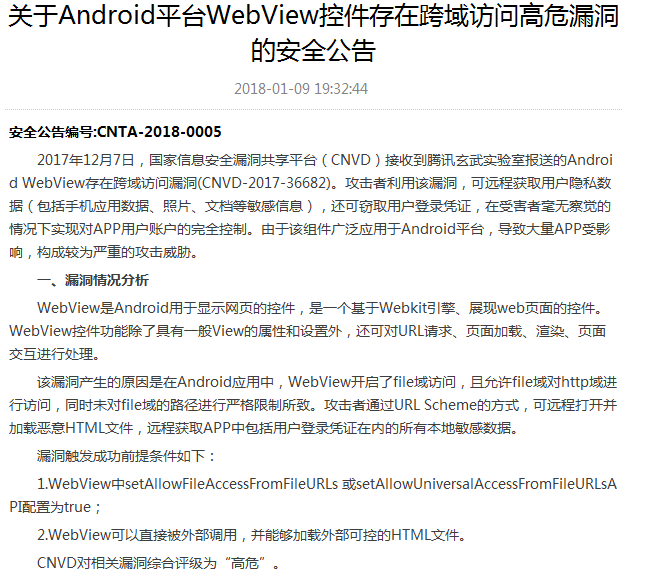 关于Android平台WebView控件存在跨域访问高危漏洞
的安全公告
2018-01-09 19:32:44
安全公告编号:CNTA-2018-0005
2017年12月7日，国家信息安全漏洞共享平台（CNVD）接收到腾讯玄武实验室报送的Androi
d WebView存在跨域访问漏洞(CNVD-2017-36682)。攻击者利用该漏洞，可远程获取用户隐私数
据（包括手机应用数据、照片、文档等敏感信息），还可窃取用户登录凭证，在受害者毫无察觉的
情况下实现对APP用户账户的完全控制。由于该组件广泛应用于Android平台，导致大量APP受影
响，构成较为严重的攻击威胁。
一、漏洞情况分析
WebView是Android用于显示网页的控件，是一个基于Webkit引擎、展现web页面的控件。
WebView控件功能除了具有一般View的属性和设置外，还可对URL请求、页面加载、渲染、页面
交互进行处理。
该漏洞产生的原因是在Android应用中，WebView开启了file域访问，且允许file域对http域进
行访问，同时未对file域的路径进行严格限制所致。攻击者通过URL Scheme的方式，可远程打开并
加载恶意HTML文件，远程获取APP中包括用户登录凭证在内的所有本地敏感数据。
漏洞触发成功前提条件如下：
1.WebView中setAllowFileAccessFromFileURLs 或setAllowUniversalAccessFromFileURLsA
PI配置为true；
2.WebView可以直接被外部调用，并能够加载外部可控的HTML文件。
CNVD对相关漏洞综合评级为“高危”。